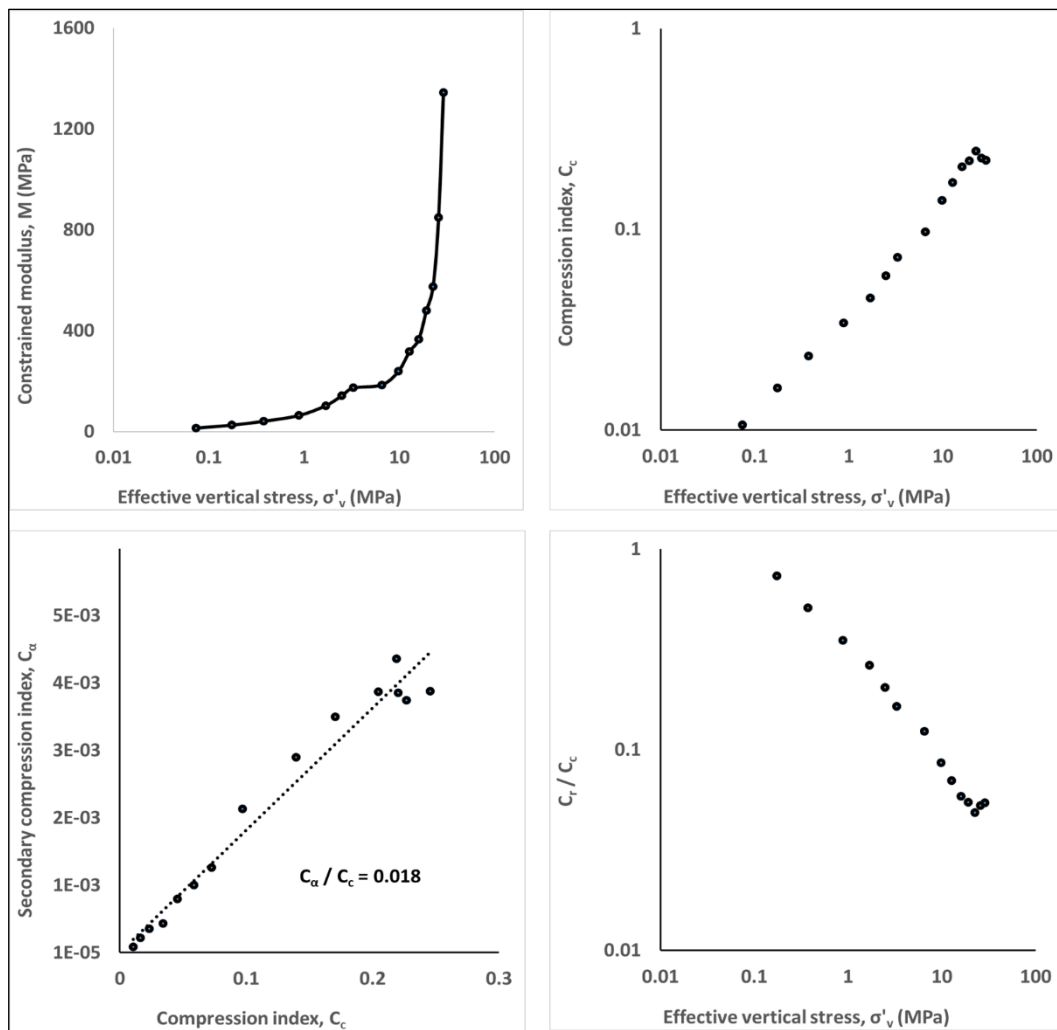 1600
1200
800
400
0
0.01 0.1 1 10 100
Constrained modulus, M (MPa)
Effective vertical stress, σ'v (MPa)
1
0.1
0.01
0.01 0.1 1 10 100
Compression index, Cc
Effective vertical stress, σ'v (MPa)
5E-03
4E-03
3E-03
2E-03
1E-03
1E-05
0 0.1 0.2 0.3
Secondary compression index, Cα
Cα / Cc = 0.018
Compression index, Cc
1
0.1
0.01
0.01 0.1 1 10 100
Cr / Cc
Effective vertical stress, σ'v (MPa)